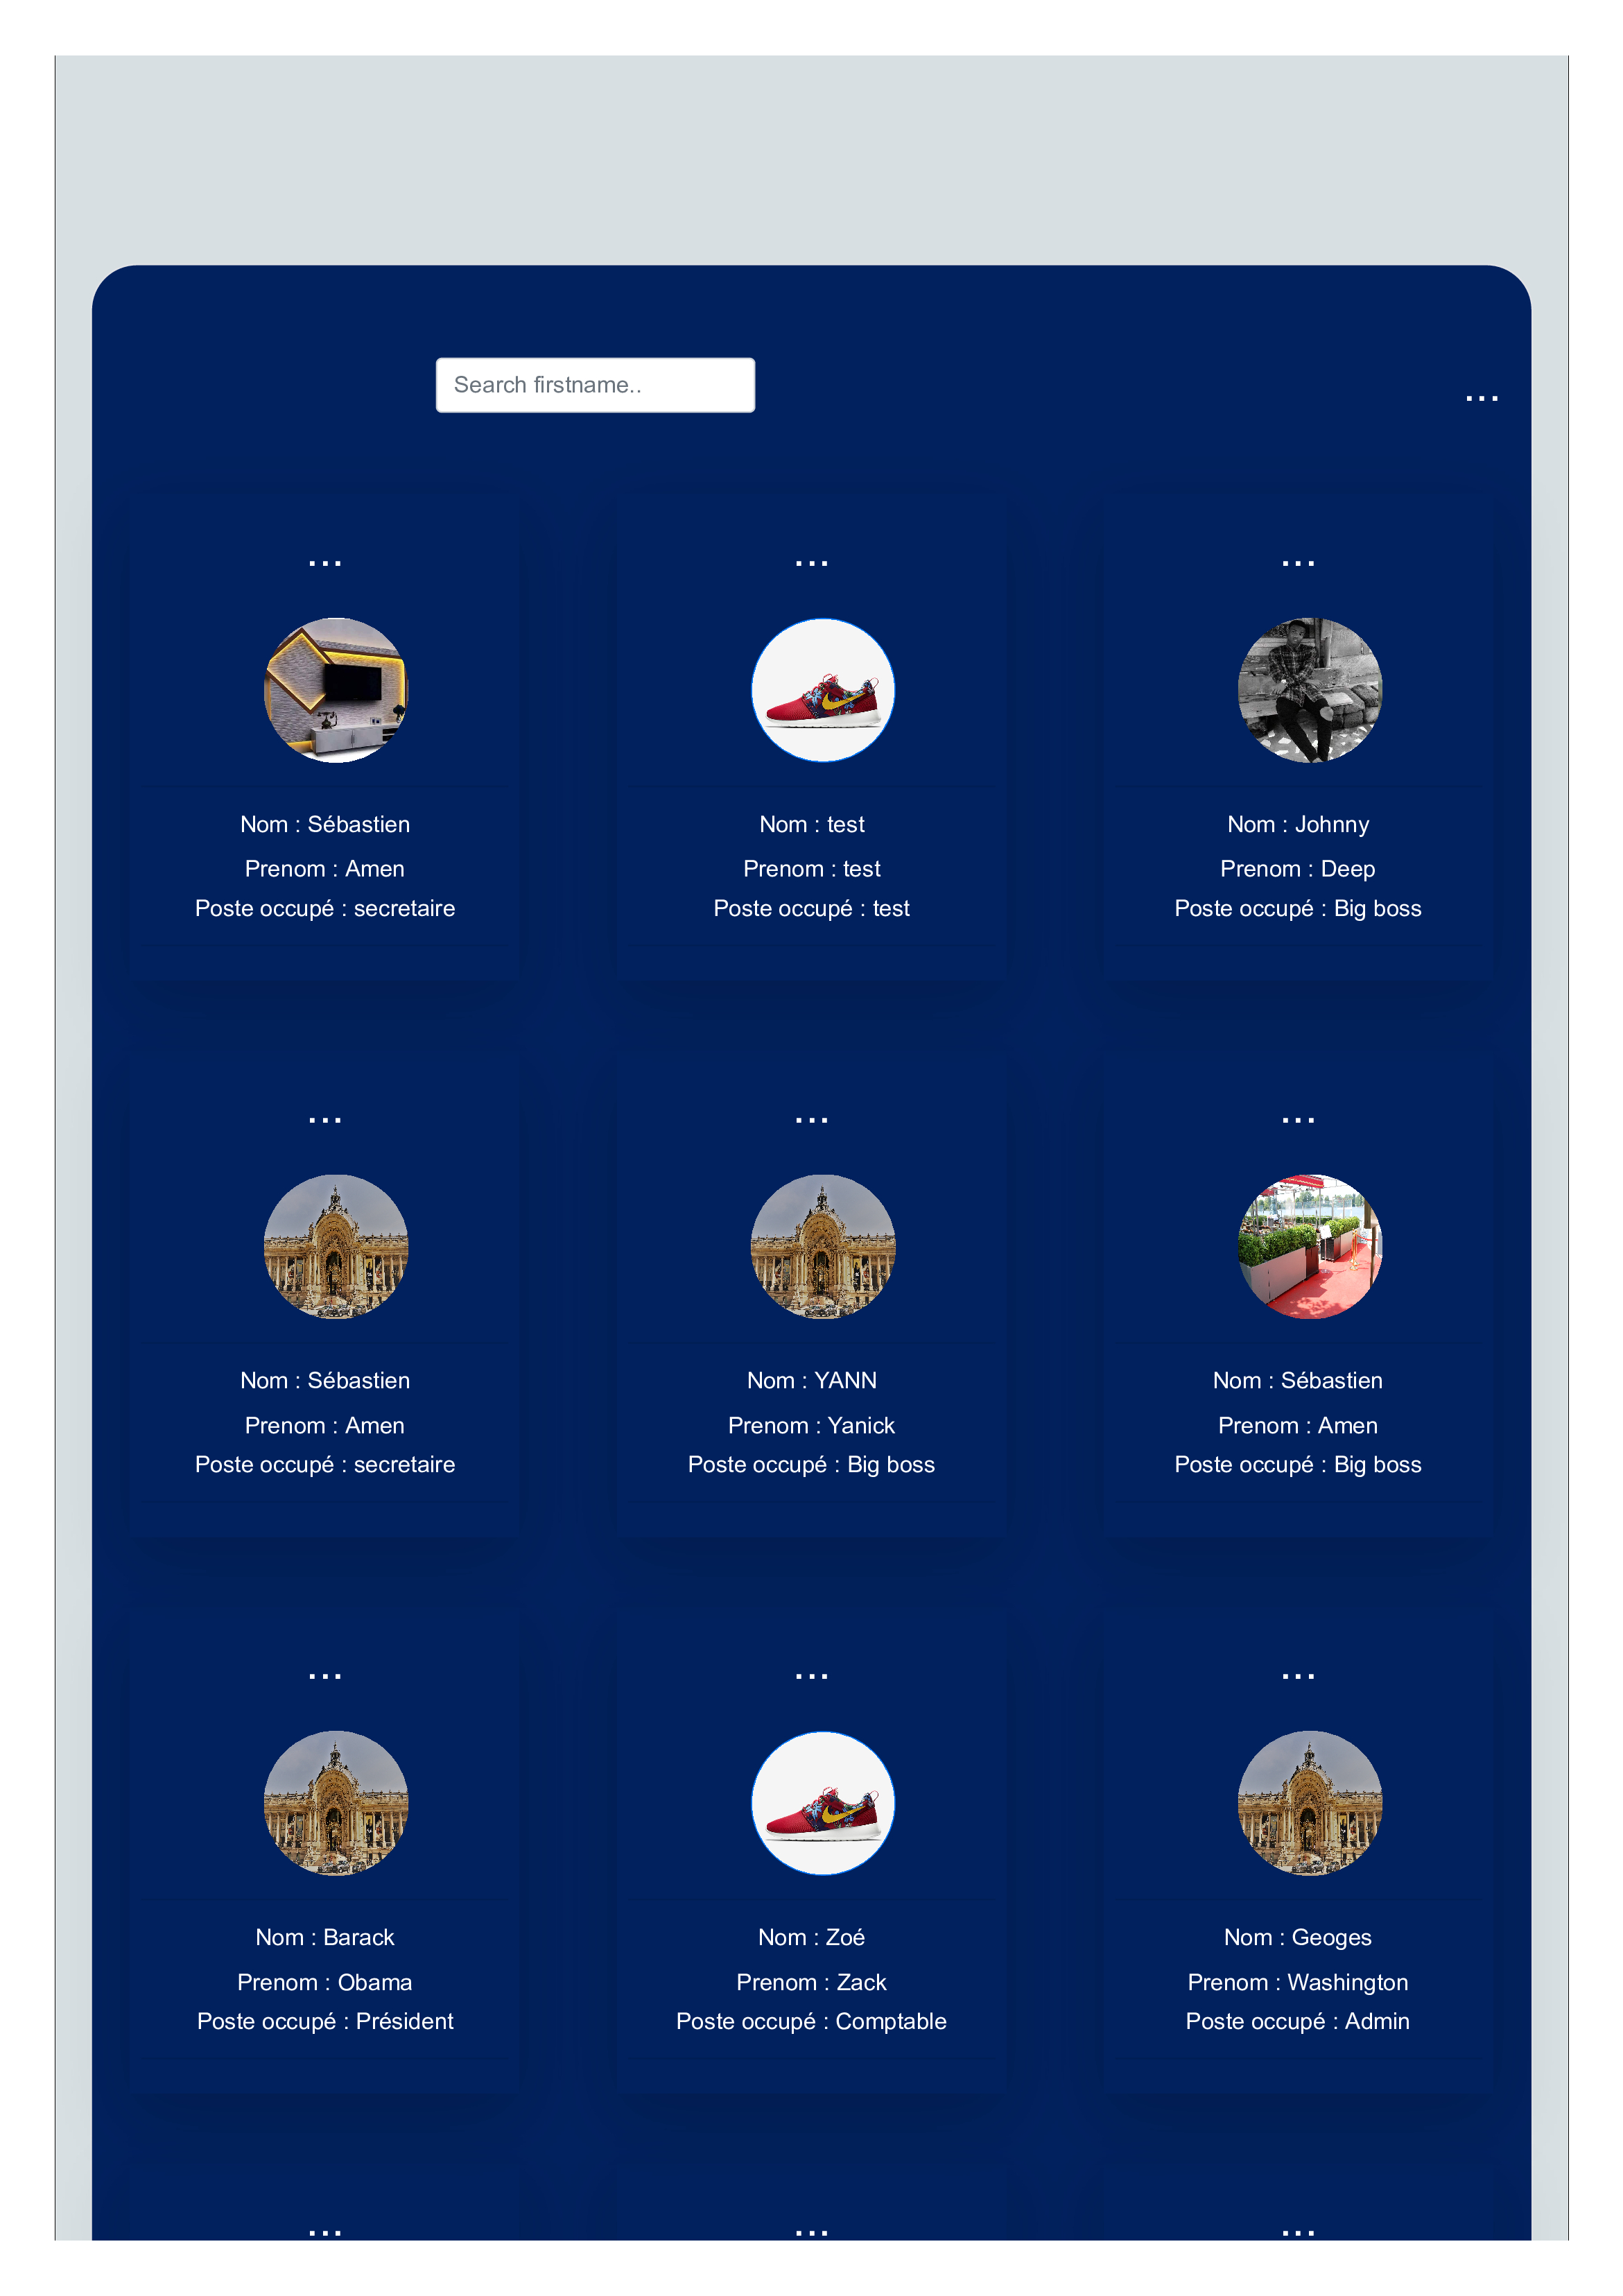 Search firstname..
...
... ... ...
Nom : Sébastien
Prenom : Amen
Poste occupé : secretaire
Nom : test
Prenom : test
Poste occupé : test
Nom : Johnny
Prenom : Deep
Poste occupé : Big boss
... ... ...
Nom : Sébastien
Prenom : Amen
Poste occupé : secretaire
Nom : YANN
Prenom : Yanick
Poste occupé : Big boss
Nom : Sébastien
Prenom : Amen
Poste occupé : Big boss
... ... ...
Nom : Barack
Prenom : Obama
Poste occupé : Président
Nom : Zoé
Prenom : Zack
Poste occupé : Comptable
Nom : Geoges
Prenom : Washington
Poste occupé : Admin
... ... ...